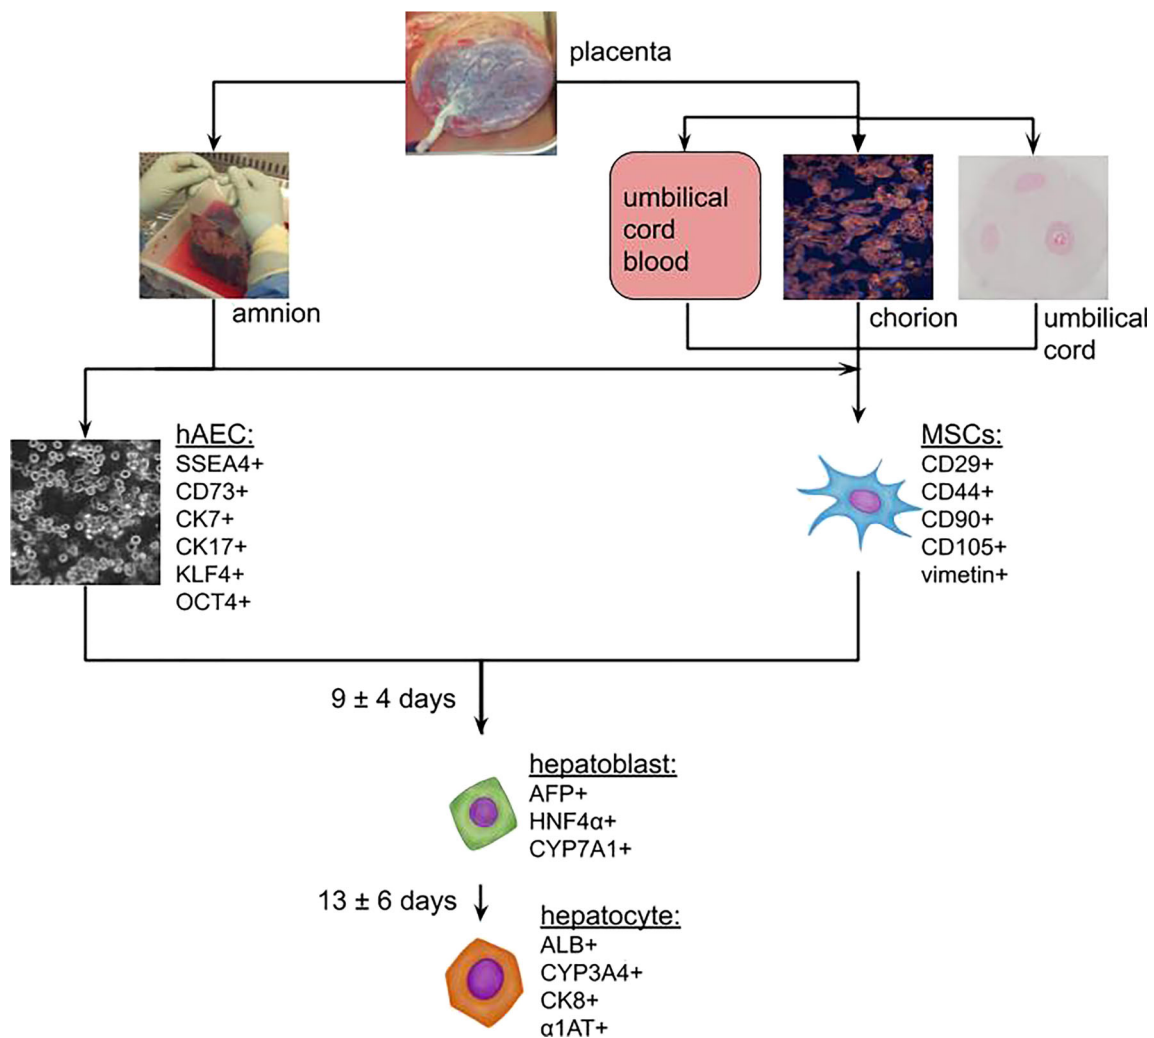 placenta
umbilical
cord
blood
amnion
chorion
umbilical
cord
hAEC:
SSEA4+
CD73+
CK7+
CK17+
KLF4+
OCT4+
MSCs:
CD29+
CD44+
CD90+
CD105+
vimetin+
9 ± 4 days
hepatoblast:
AFP+
HNF4α+
CYP7A1+
13 ± 6 days
hepatocyte:
ALB+
CYP3A4+
CK8+
α1AT+